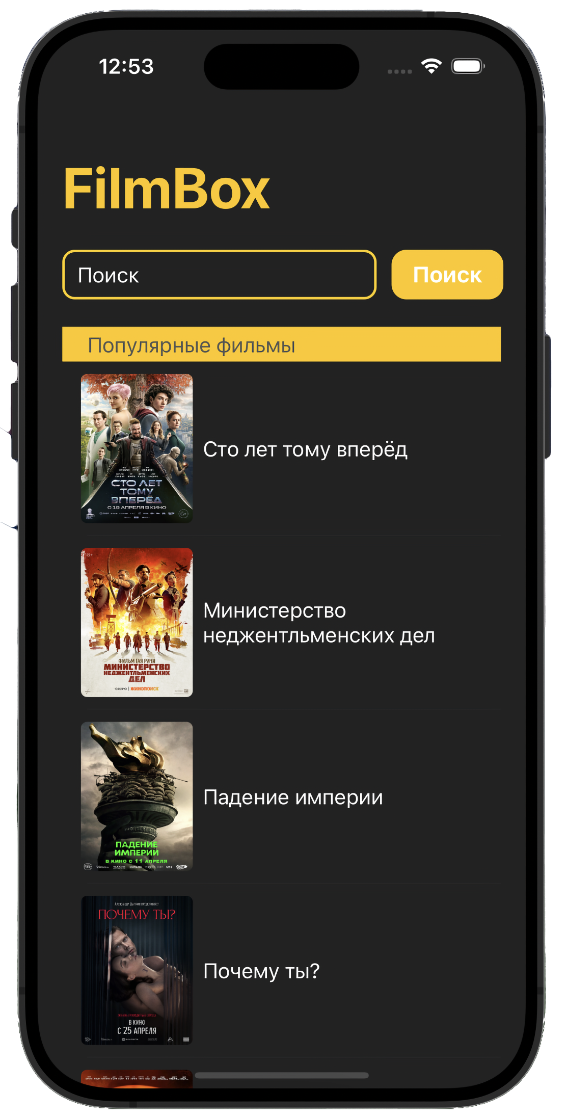 12:53
FilmBox
Поиск
Поиск
Популярные фильмы
СТО ЛЕТ
ТОМУ
ВПЕРЁД
С 18 АПРЕЛЯ В КИНО
Сто лет тому вперёд
МИНИСТЕРСТВО
НЕДЖЕНТЛЬМЕНСКИХ
ДЕЛ
Министерство
неджентльменских дел
ПАДЕНИЕ
ИМПЕРИИ
В КИНО С 11 АПРЕЛЯ
Падение империи
ПОЧЕМУ ТЫ?
В КИНО
С 25 АПРЕЛЯ
Почему ты?